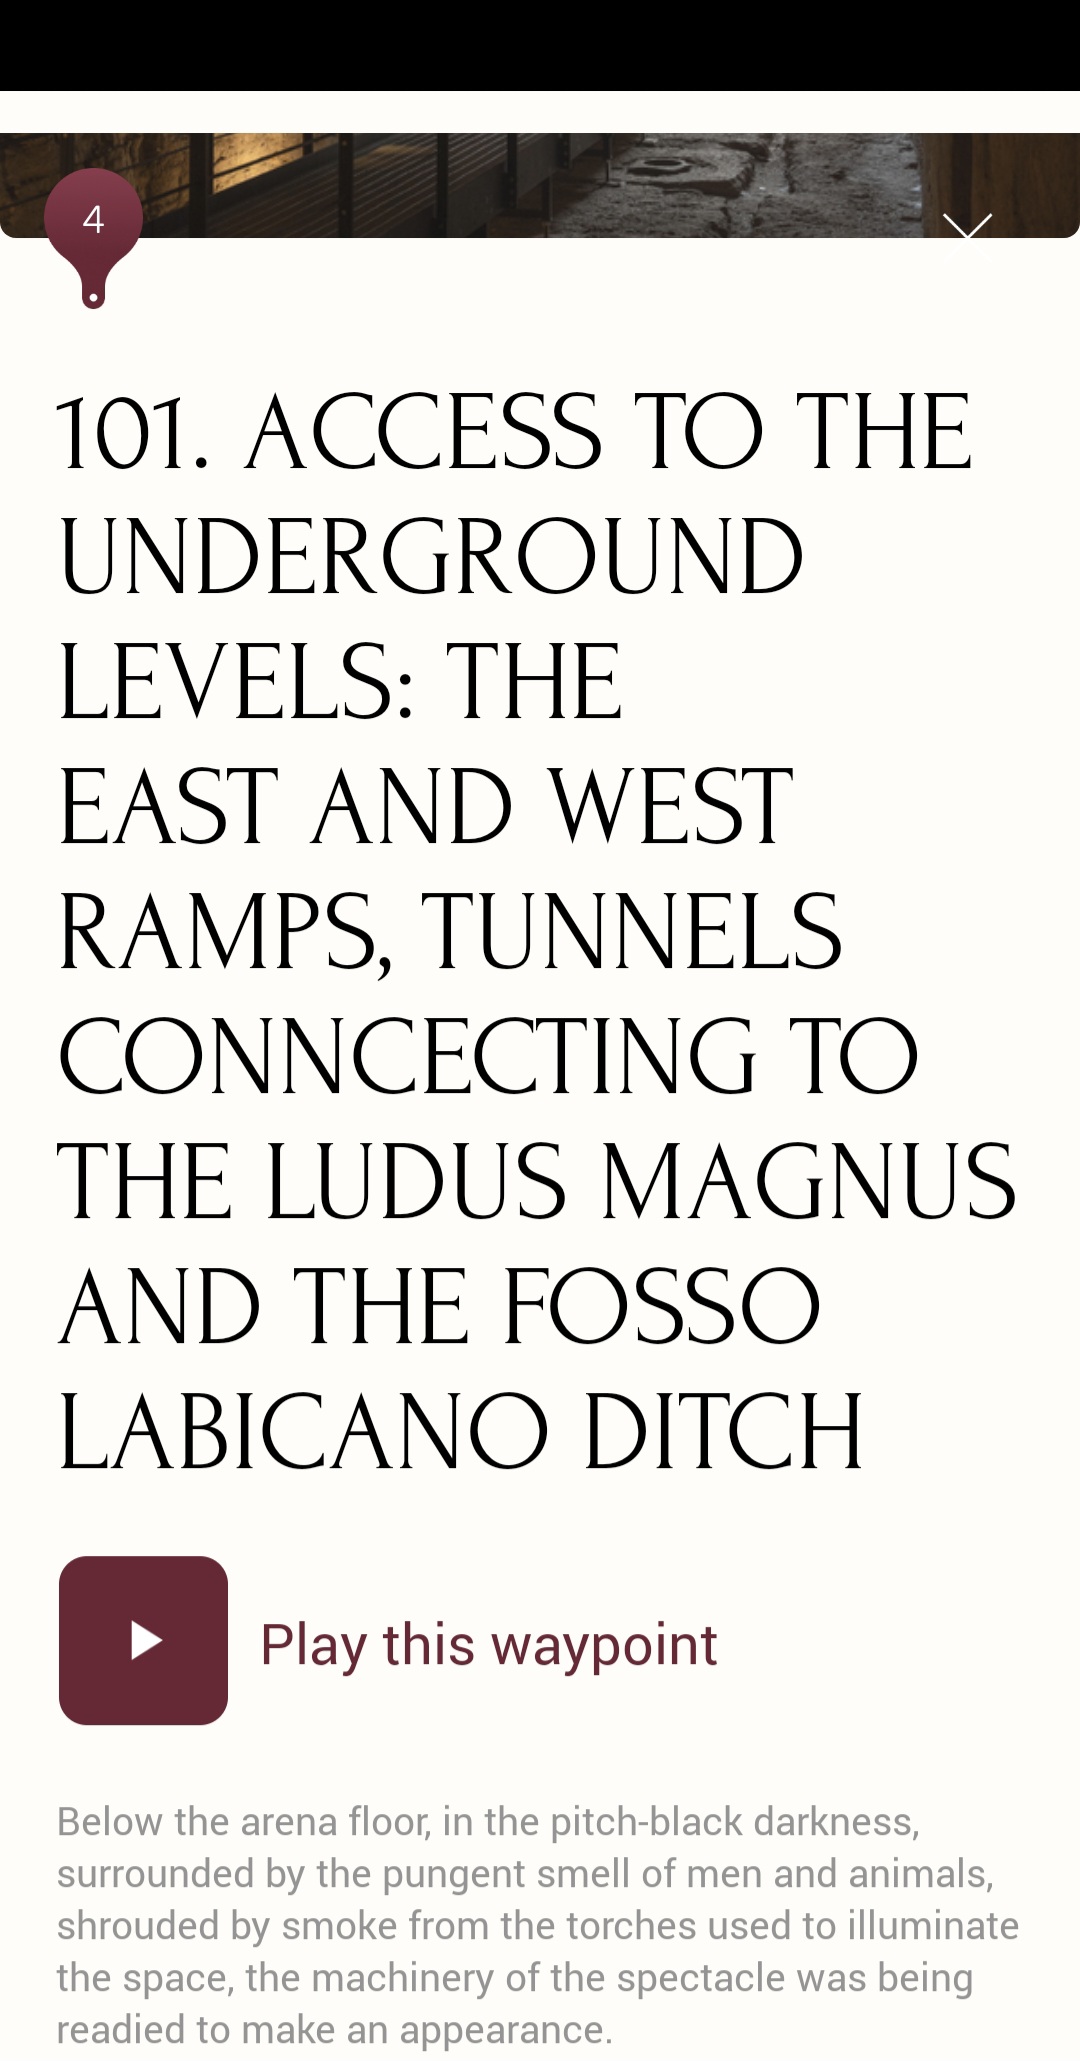 4
101. ACCESS TO THE
UNDERGROUND
LEVELS: THE
EAST AND WEST
RAMPS, TUNNELS
CONNCECTING TO
THE LUDUS MAGNUS
AND THE FOSSO
LABICANO DITCH
Play this waypoint
Below the arena floor, in the pitch-black darkness,
surrounded by the pungent smell of men and animals,
shrouded by smoke from the torches used to illuminate
the space, the machinery of the spectacle was being
readied to make an appearance.